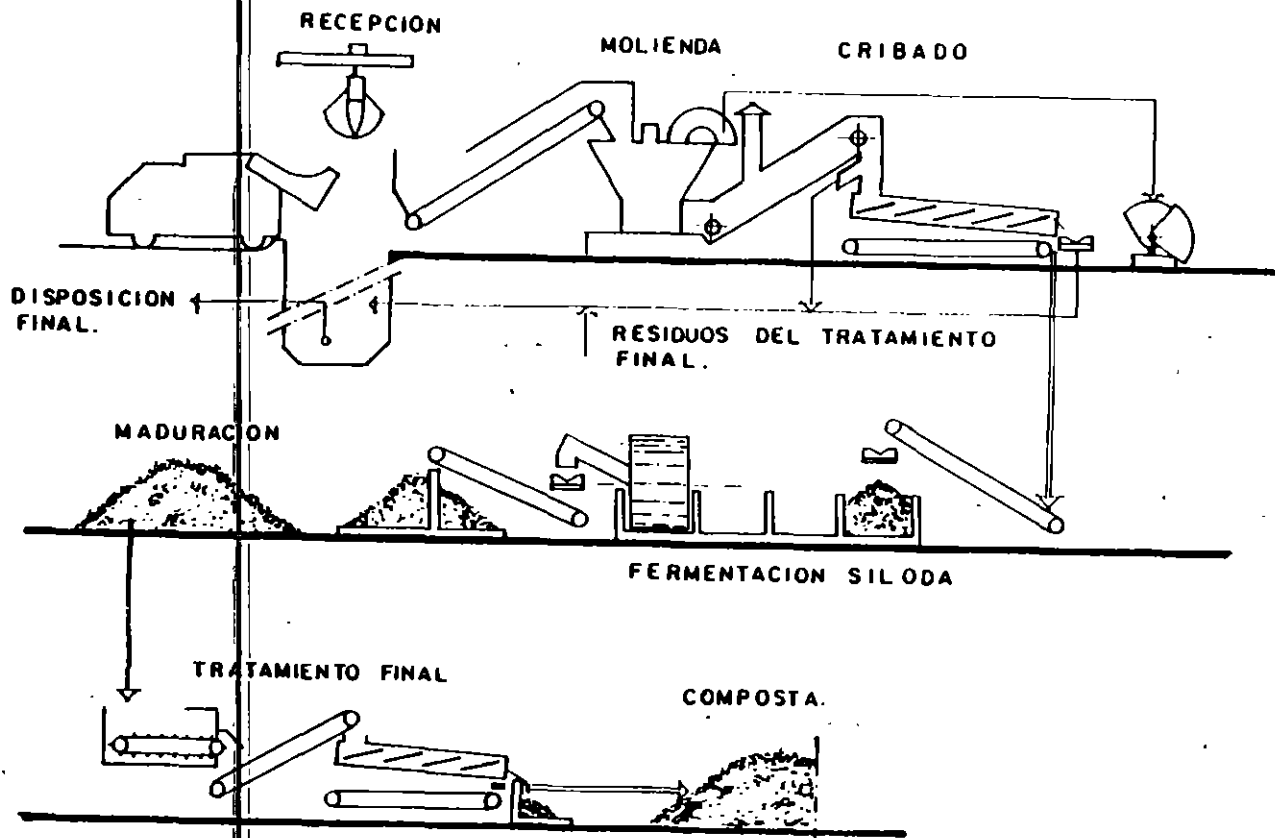 RECEPCION
MOLIENDA
CRIBADO
DISPOSICION
FINAL.
RESIDUOS DEL TRATAMIENTO
FINAL.
MADURACION
FERMENTACION SILODA
TRATAMIENTO FINAL
COMPOSTA.